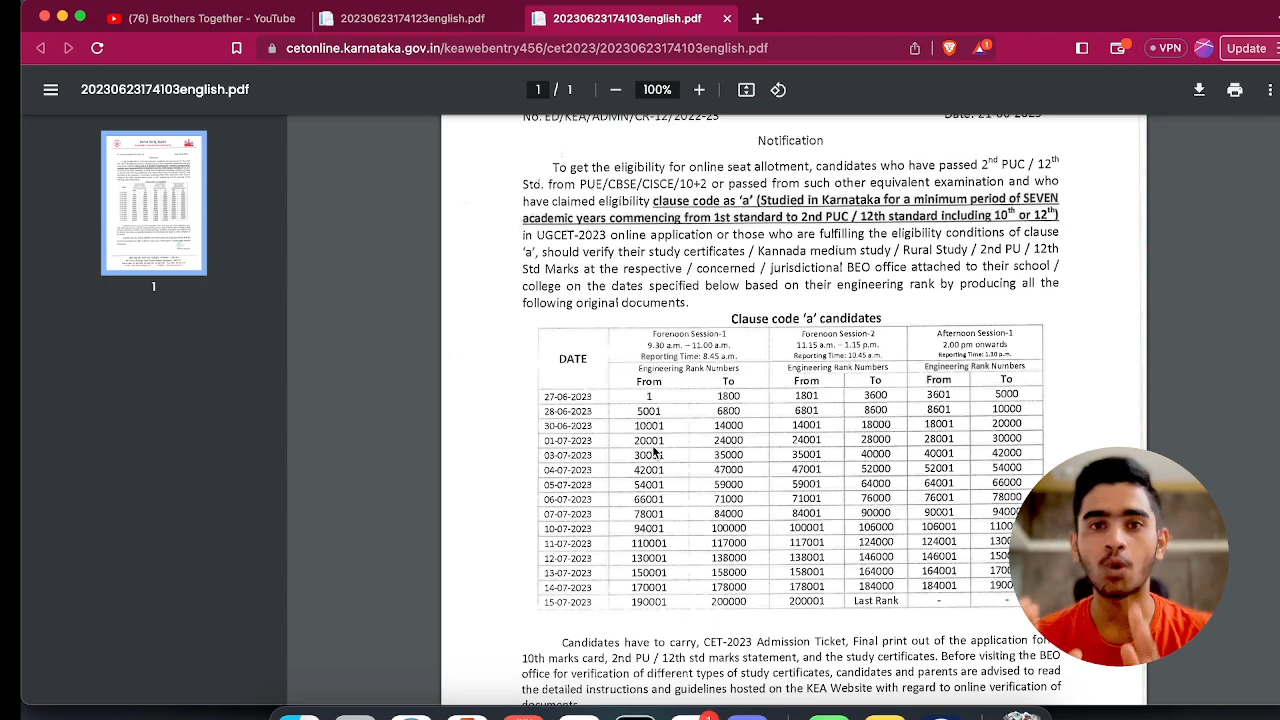 (76) Brothers Together - YouTube
20230623174123english.pdf
20230623174103english.pdf
cetonline.karnataka.gov.in/keawebentry456/cet2023/20230623174103english.pdf
1
VPN
Update
20230623174103english.pdf
1 / 1
100%
1
No. ED/KEA/ADMN/CR-12/2022-23 Date: 21-06-2023
Notification
To get the eligibility for online seat allotment, candidates who have passed 2nd PUC / 12th
Std. from PUE/CBSE/CISCE/10+2 or passed from such other equivalent examination and who
have claimed eligibility clause code as 'a' (Studied in Karnataka for a minimum period of SEVEN
academic years commencing from 1st standard to 2nd PUC / 12th standard including 10th or 12th)
in UGCET-2023 online application or those who are fulfilling the eligibility conditions of clause
'a', should verify their study certificates / Kannada medium study / Rural Study / 2nd PU / 12th
Std Marks at the respective / concerned / jurisdictional BEO office attached to their school /
college on the dates specified below based on their engineering rank by producing all the
following original documents.
Clause code 'a' candidates
DATE
Forenoon Session-1 Forenoon Session-2 Afternoon Session-1
9.30 a.m. – 11.00 a.m. 11.15 a.m. – 1.15 p.m. 2.00 pm onwards
Reporting Time: 8.45 a.m. Reporting Time: 10.45 a.m. Reporting Time: 1.30 p.m.
Engineering Rank Numbers Engineering Rank Numbers Engineering Rank Numbers
From To From To From To
27-06-2023 1 1800 1801 3600 3601 5000
28-06-2023 5001 6800 6801 8600 8601 10000
30-06-2023 10001 14000 14001 18000 18001 20000
01-07-2023 20001 24000 24001 28000 28001 30000
03-07-2023 30001 35000 35001 40000 40001 42000
04-07-2023 42001 47000 47001 52000 52001 54000
05-07-2023 54001 59000 59001 64000 64001 66000
06-07-2023 66001 71000 71001 76000 76001 78000
07-07-2023 78001 84000 84001 90000 90001 94000
10-07-2023 94001 100000 100001 106000 106001
11-07-2023 110001 117000 117001 124000 124001
12-07-2023 130001 138000 138001 146000 146001
13-07-2023 150001 158000 158001 164000 164001
14-07-2023 170001 178000 178001 184000 184001
15-07-2023 190001 200000 200001 Last Rank - -
Candidates have to carry, CET-2023 Admission Ticket, Final print out of the application
10th marks card, 2nd PU / 12th std marks statement, and the study certificates. Before visiting the BEO
office for verification of different types of study certificates, candidates and parents are advised to read
the detailed instructions and guidelines hosted on the KEA Website with regard to online verification of
documents.